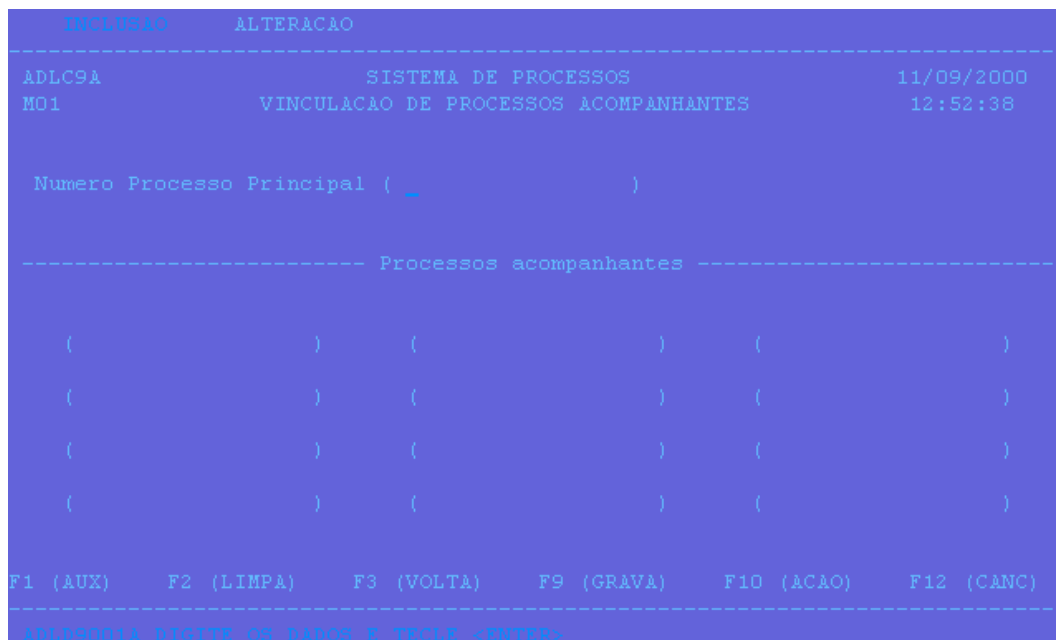 INCLUSAO ALTERACAO
ADLC9A SISTEMA DE PROCESSOS 11/09/2000
M01 VINCULACAO DE PROCESSOS ACOMPANHANTES 12:52:38
Numero Processo Principal ( _ )
-------------------------- Processos acompanhantes ---------------------------
( ) ( ) ( )
( ) ( ) ( )
( ) ( ) ( )
( ) ( ) ( )
F1 (AUX) F2 (LIMPA) F3 (VOLTA) F9 (GRAVA) F10 (ACAO) F12 (CANC)
ADLD9001A DIGITE OS DADOS E TECLE <ENTER>